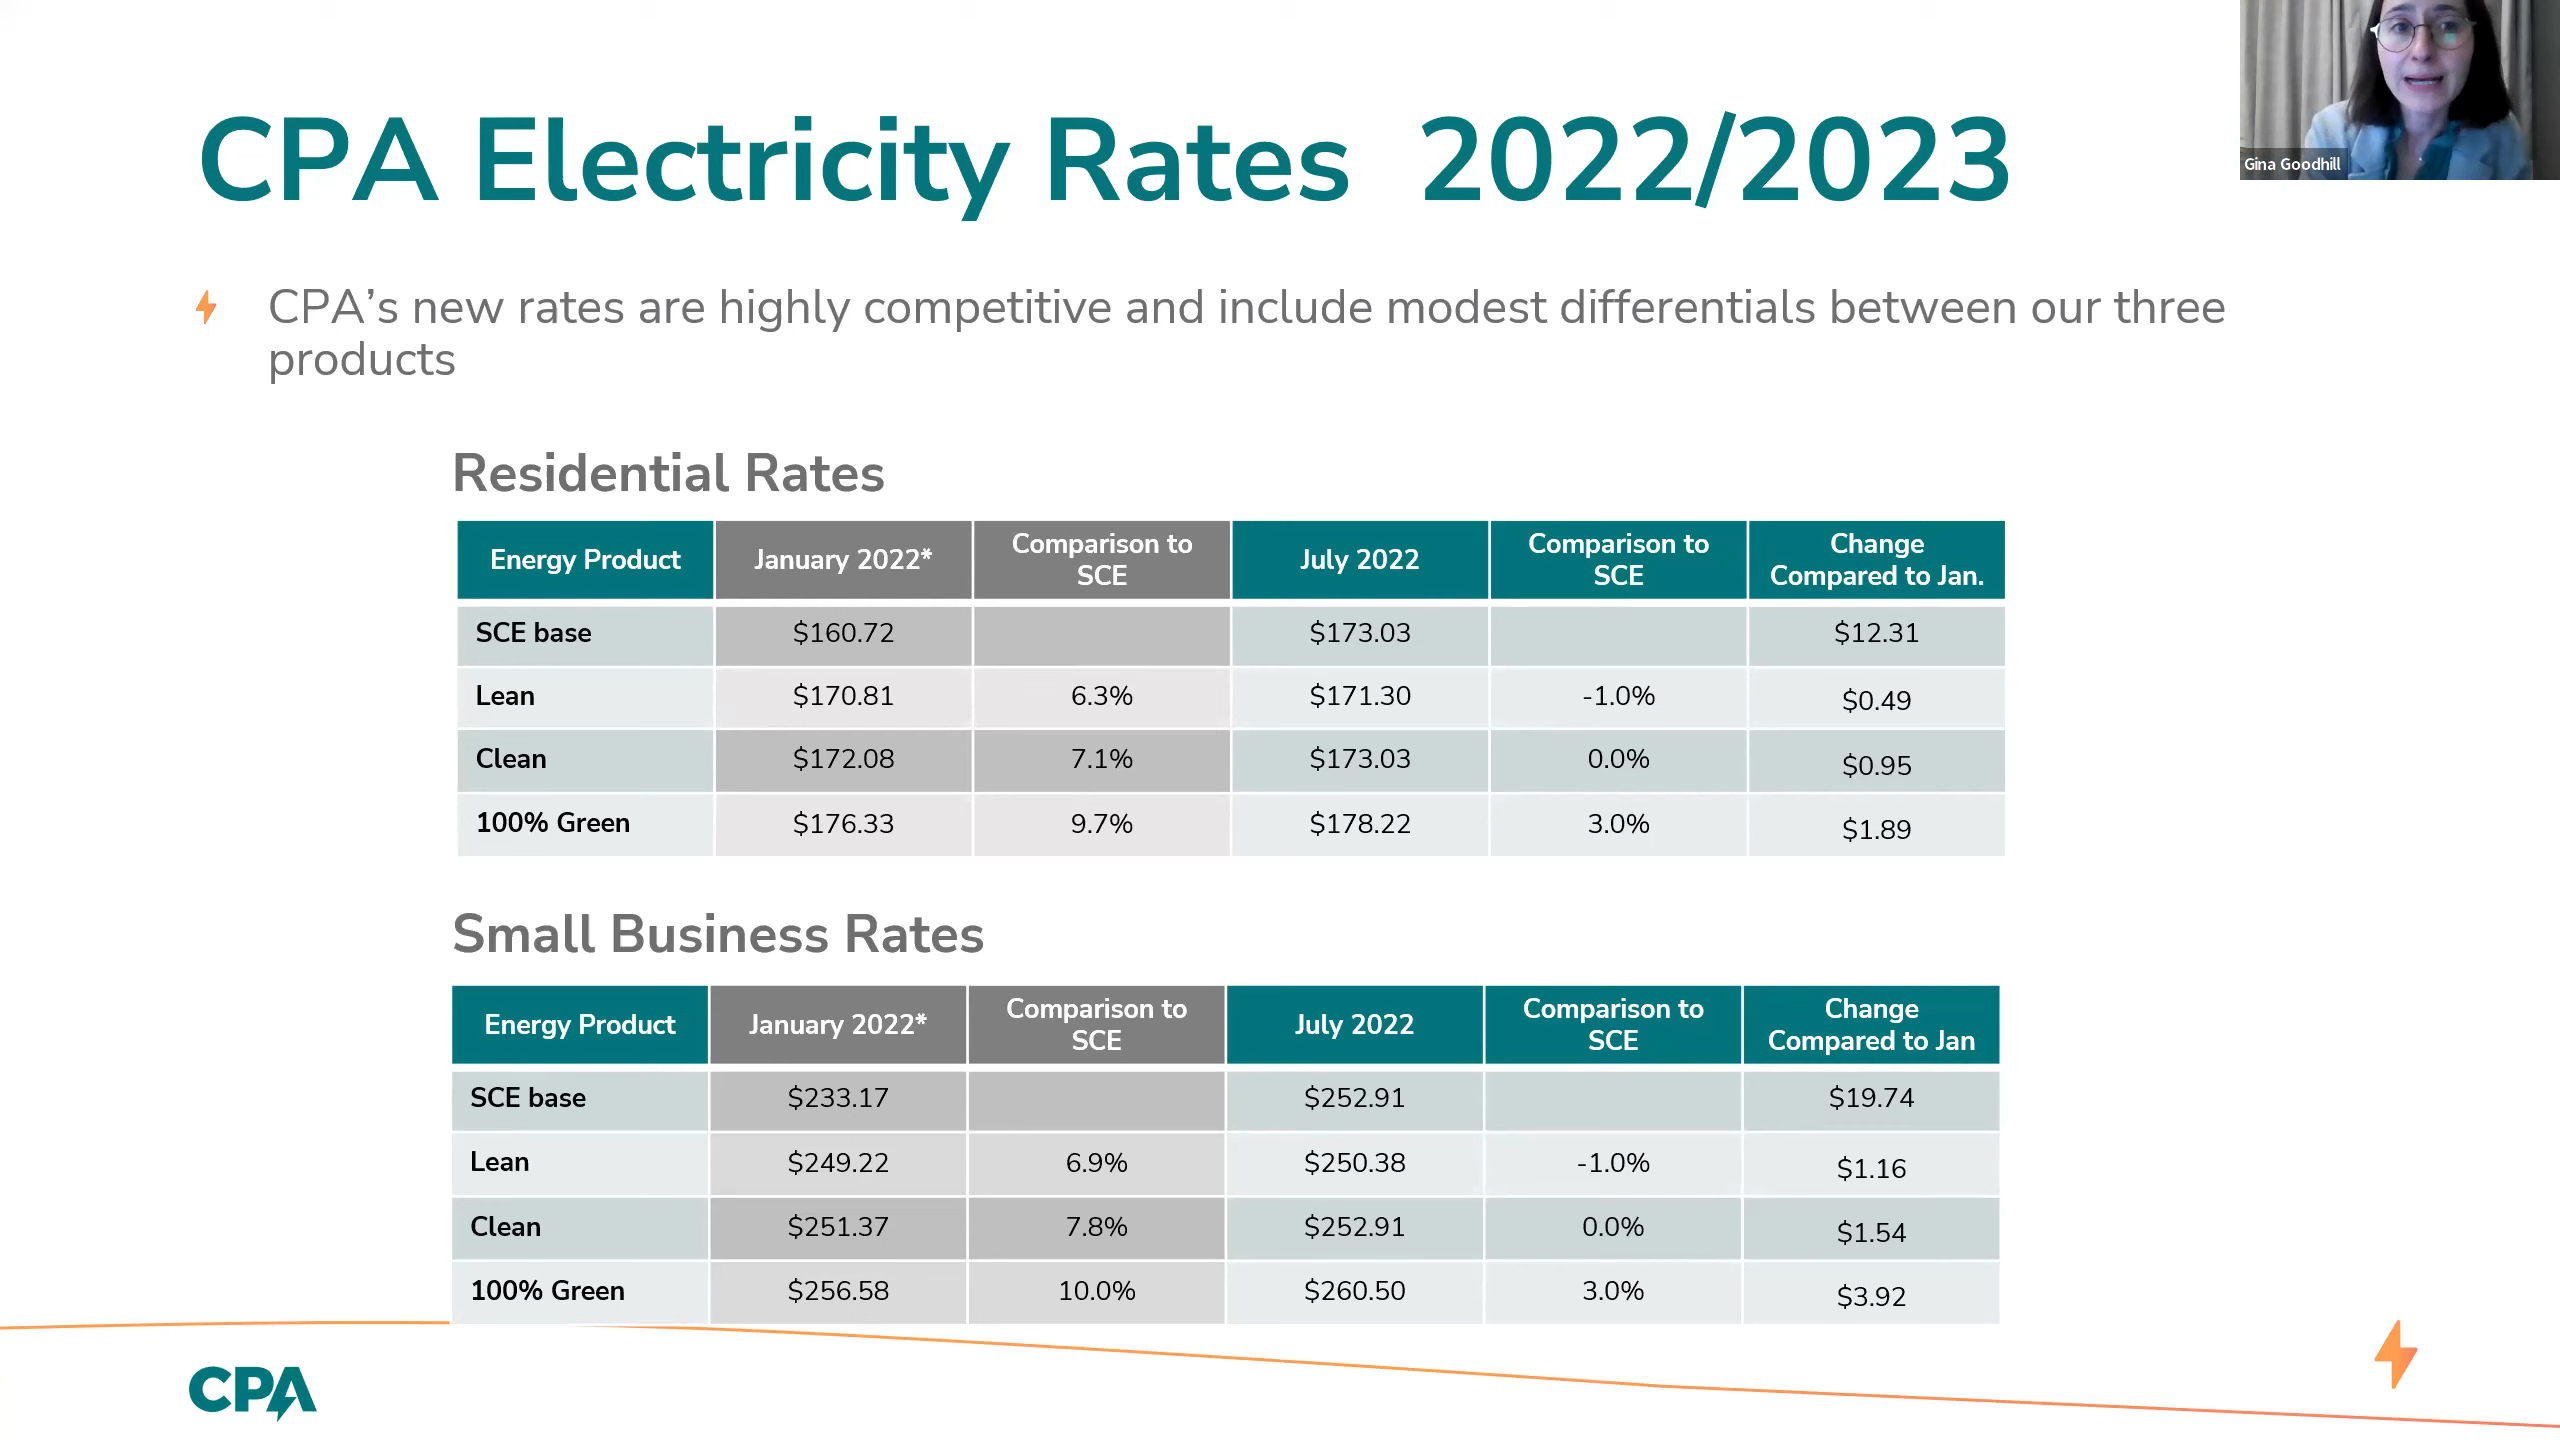 CPA Electricity Rates 2022/2023
Gina Goodhill
CPA's new rates are highly competitive and include modest differentials between our three
products
Residential Rates
Energy Product January 2022* Comparison to SCE July 2022 Comparison to SCE Change Compared to Jan.
SCE base $160.72 $173.03 $12.31
Lean $170.81 6.3% $171.30 -1.0% $0.49
Clean $172.08 7.1% $173.03 0.0% $0.95
100% Green $176.33 9.7% $178.22 3.0% $1.89
Small Business Rates
Energy Product January 2022* Comparison to SCE July 2022 Comparison to SCE Change Compared to Jan
SCE base $233.17 $252.91 $19.74
Lean $249.22 6.9% $250.38 -1.0% $1.16
Clean $251.37 7.8% $252.91 0.0% $1.54
100% Green $256.58 10.0% $260.50 3.0% $3.92
CPA